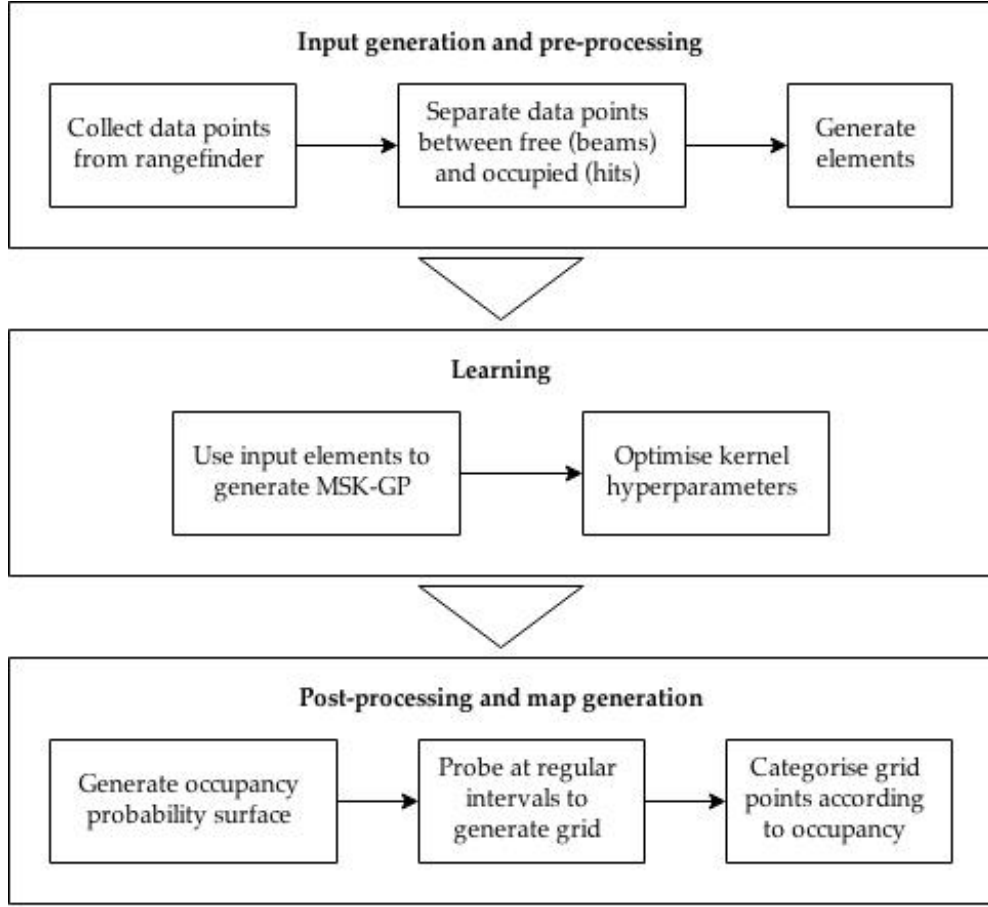 Input generation and pre-processing
Collect data points
from rangefinder
Separate data points
between free (beams)
and occupied (hits)
Generate
elements
Learning
Use input elements to
generate MSK-GP
Optimise kernel
hyperparameters
Post-processing and map generation
Generate occupancy
probability surface
Probe at regular
intervals to
generate grid
Categorise grid
points according
to occupancy